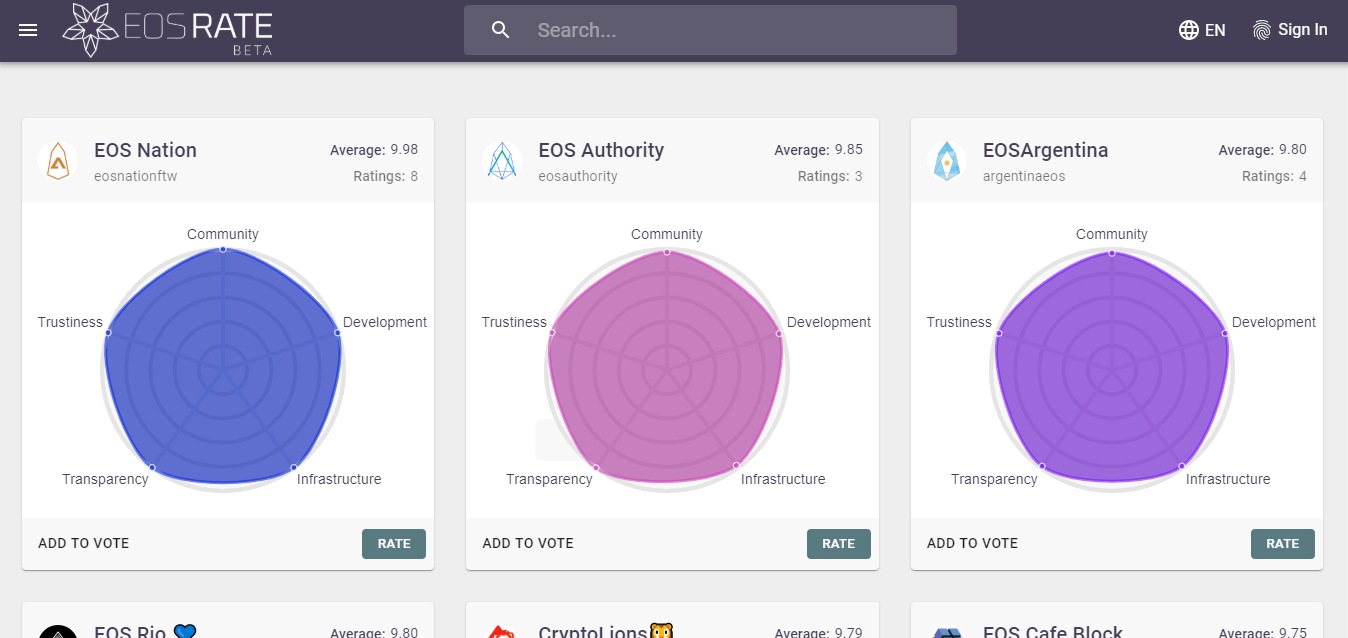 EOS RATE
BETA
Search...
EN
Sign In
EOS Nation
Average: 9.98
eosnationftw
Ratings: 8
Community
Trustiness
Development
Transparency
Infrastructure
ADD TO VOTE
RATE
EOS Authority
Average: 9.85
eosauthority
Ratings: 3
Community
Trustiness
Development
Transparency
Infrastructure
ADD TO VOTE
RATE
EOSArgentina
Average: 9.80
argentinaeos
Ratings: 4
Community
Trustiness
Development
Transparency
Infrastructure
ADD TO VOTE
RATE
EOS Rio 💙
Average: 9.80
CryptoLions🐯
Average: 9.79
EOS Cafe Block
Average: 9.75